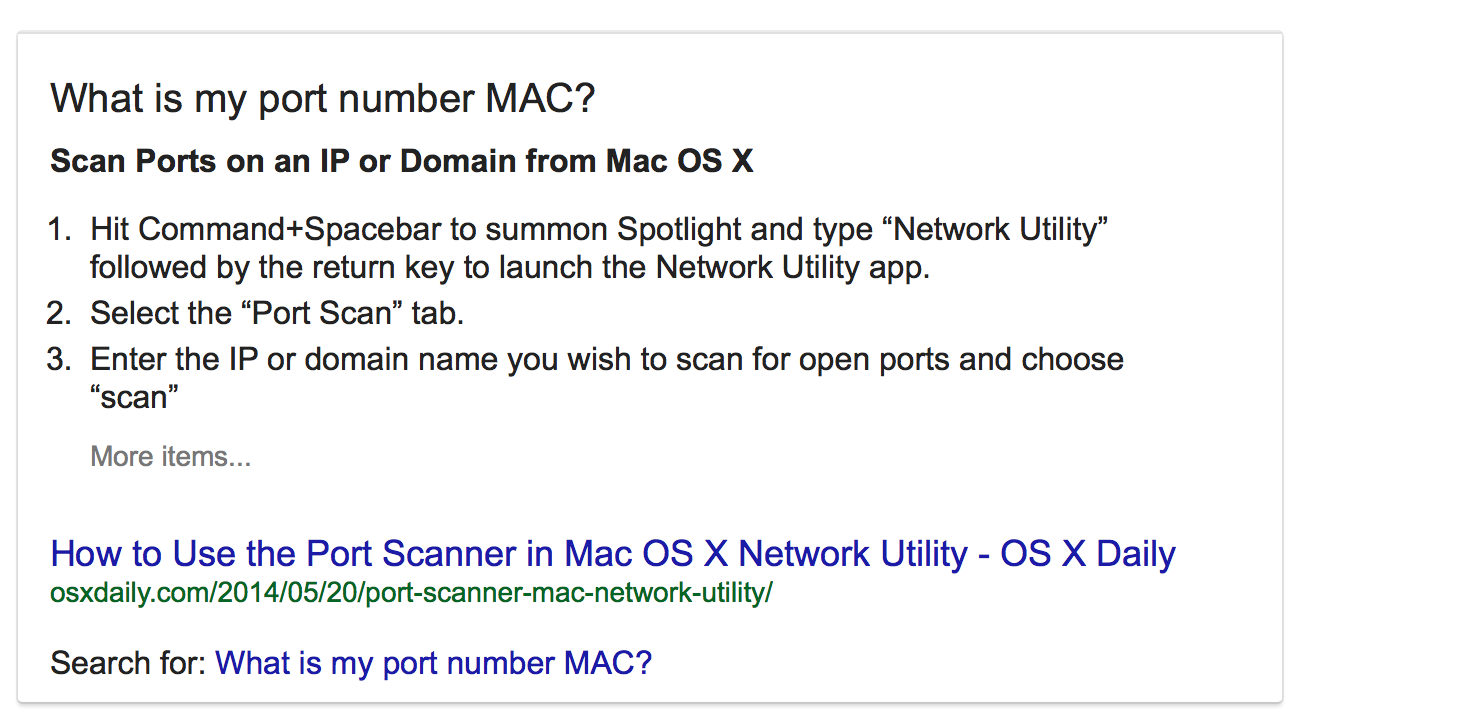 What is my port number MAC?
Scan Ports on an IP or Domain from Mac OS X
1. Hit Command+Spacebar to summon Spotlight and type “Network Utility”
followed by the return key to launch the Network Utility app.
2. Select the “Port Scan” tab.
3. Enter the IP or domain name you wish to scan for open ports and choose
“scan”
More items...
How to Use the Port Scanner in Mac OS X Network Utility - OS X Daily
osxdaily.com/2014/05/20/port-scanner-mac-network-utility/
Search for: What is my port number MAC?